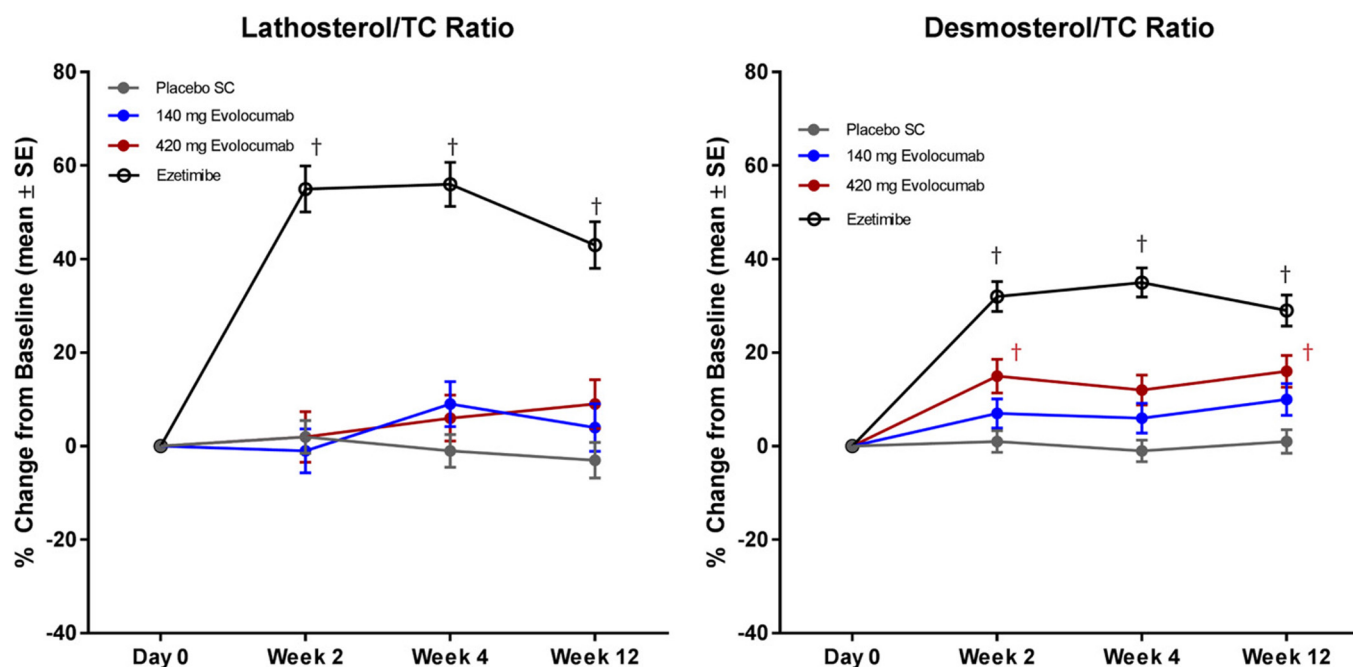 Lathosterol/TC Ratio
% Change from Baseline (mean ± SE)
80
60
40
20
0
-20
-40
Placebo SC
140 mg Evolocumab
420 mg Evolocumab
Ezetimibe
†
†
†
Day 0
Week 2
Week 4
Week 12
Desmosterol/TC Ratio
% Change from Baseline (mean ± SE)
80
60
40
20
0
-20
-40
Placebo SC
140 mg Evolocumab
420 mg Evolocumab
Ezetimibe
†
†
†
†
†
Day 0
Week 2
Week 4
Week 12